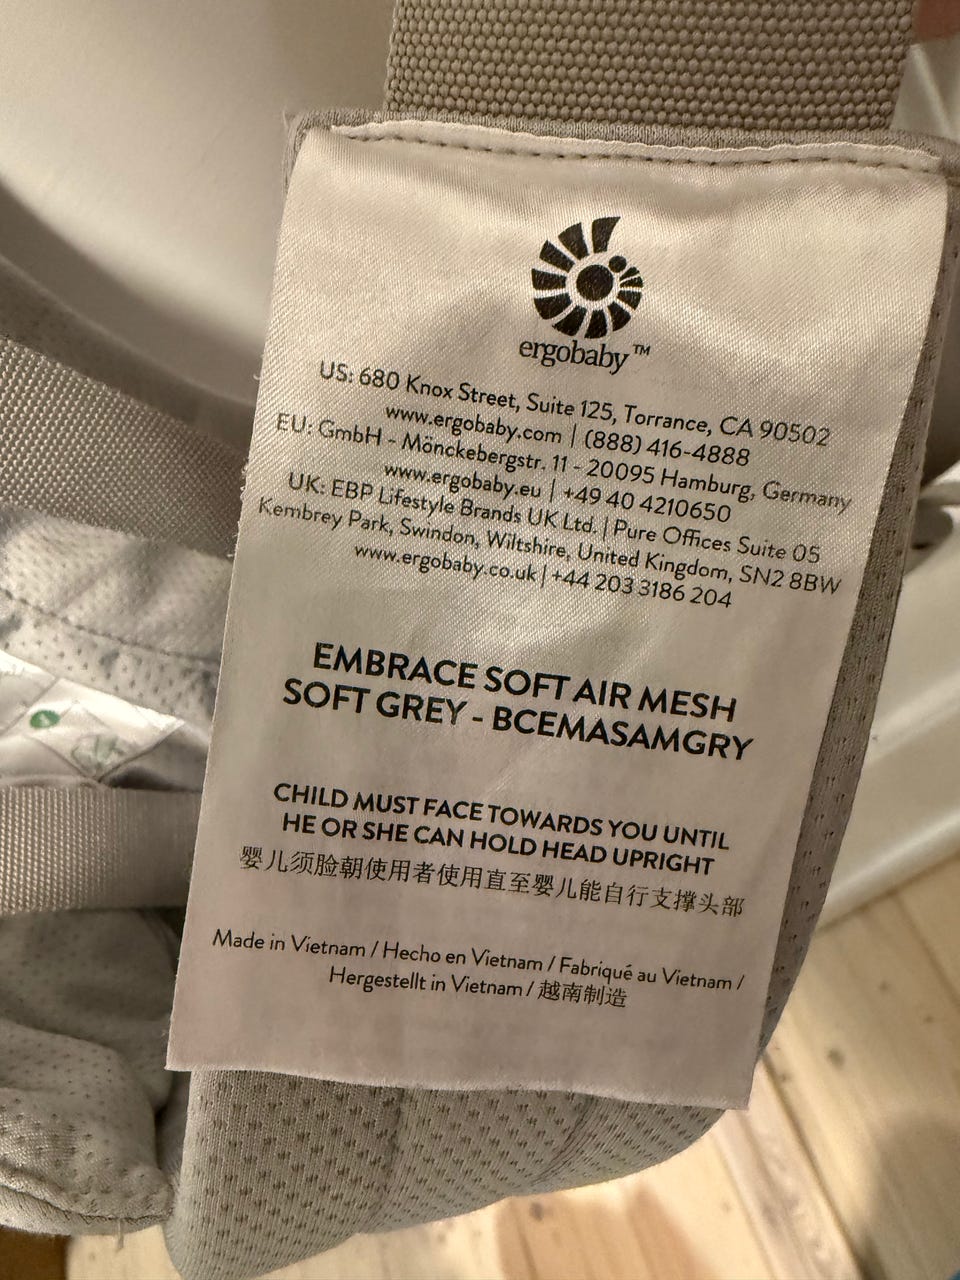 ergobaby™
US: 680 Knox Street, Suite 125, Torrance, CA 90502
www.ergobaby.com | (888) 416-4888
EU: GmbH - Mönckebergstr. 11 - 20095 Hamburg, Germany
www.ergobaby.eu | +49 40 4210650
UK: EBP Lifestyle Brands UK Ltd. | Pure Offices Suite 05
Kembrey Park, Swindon, Wiltshire, United Kingdom, SN2 8BW
www.ergobaby.co.uk | +44 203 3186 204
EMBRACE SOFT AIR MESH
SOFT GREY - BCEMASAMGRY
CHILD MUST FACE TOWARDS YOU UNTIL
HE OR SHE CAN HOLD HEAD UPRIGHT
婴儿须脸朝使用者使用直至婴儿能自行支撑头部
Made in Vietnam / Hecho en Vietnam / Fabriqué au Vietnam /
Hergestellt in Vietnam / 越南制造